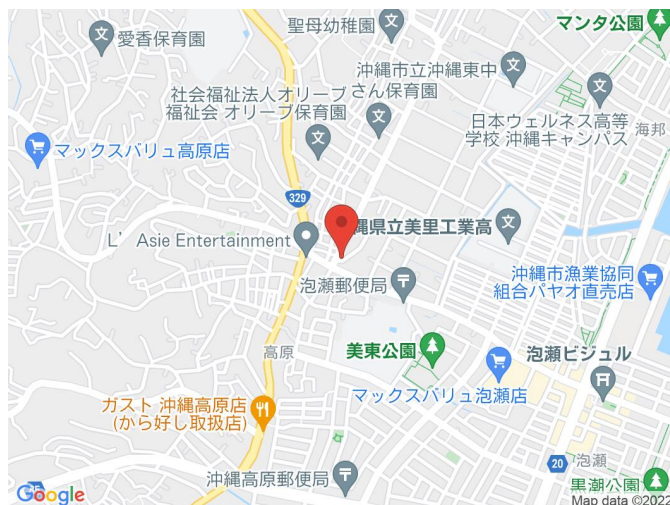 マンタ公園
聖母幼稚園
愛香保育園
沖縄市立沖縄東中
社会福祉法人オリーブ
福祉会 オリーブ保育園
さん保育園
日本ウェルネス高等
学校 沖縄キャンパス
海邦
マックスバリュ高原店
329
L’Asie Entertainment
縄県立美里工業高
沖縄市漁業協同
組合パヤオ直売店
泡瀬郵便局
高原
美東公園
泡瀬ビジュル
マックスバリュ泡瀬店
ガスト 沖縄高原店
(から好し取扱店)
沖縄高原郵便局
20
泡瀬
黒潮公園
Google
Map data ©2022